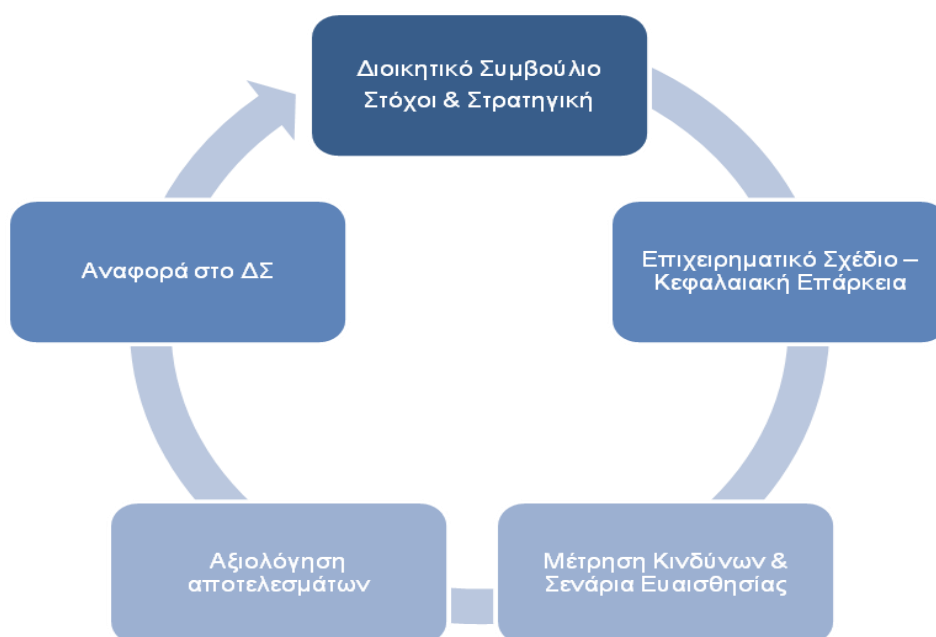 Διοικητικό Συμβούλιο
Στόχοι & Στρατηγική
Επιχειρηματικό Σχέδιο –
Κεφαλαιακή Επάρκεια
Μέτρηση Κινδύνων &
Σενάρια Ευαισθησίας
Αξιολόγηση
αποτελεσμάτων
Αναφορά στο ΔΣ